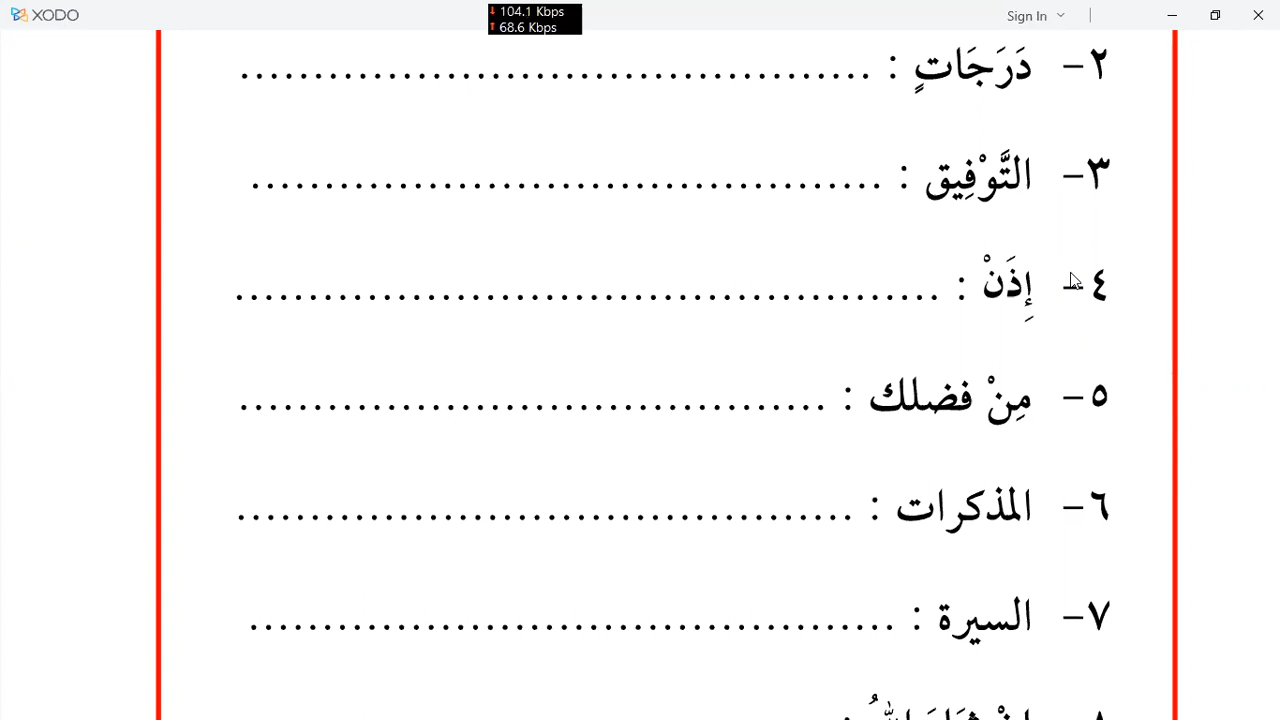 XODO
104.1 Kbps
68.6 Kbps
Sign In
٢- دَرَجَاتٍ : ...........................................
٣- التَّوْفِيق : ...........................................
٤- إِذَنْ : ................................................
٥- مِنْ فضلك : ........................................
٦- المذكرات : ..........................................
٧- السيرة : ............................................